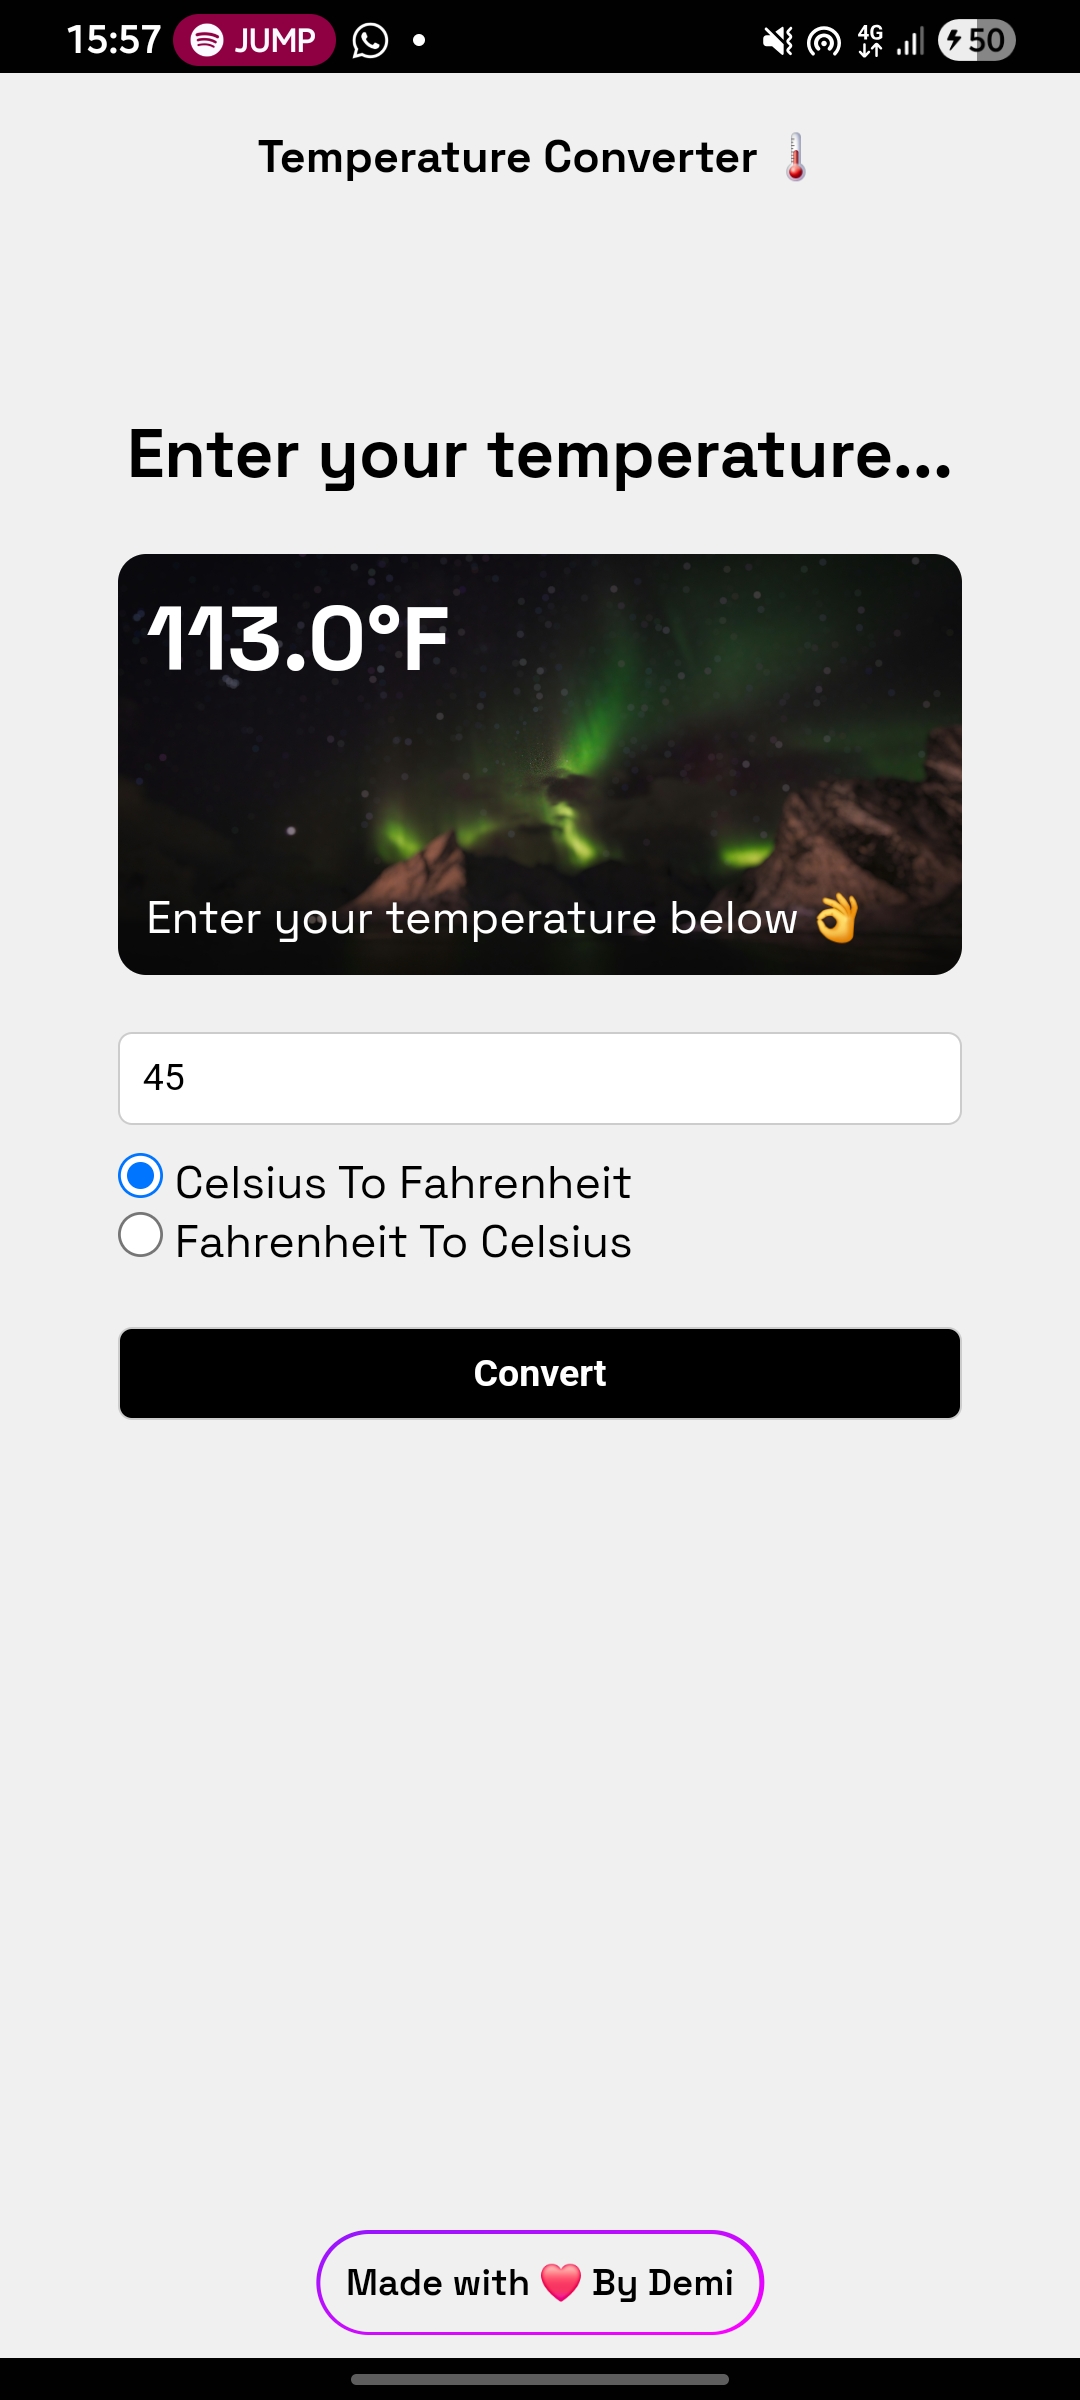 15:57 JUMP 4G 50
Temperature Converter 🌡️
Enter your temperature...
113.0°F
Enter your temperature below 👌
45
Celsius To Fahrenheit
Fahrenheit To Celsius
Convert
Made with ❤️ By Demi